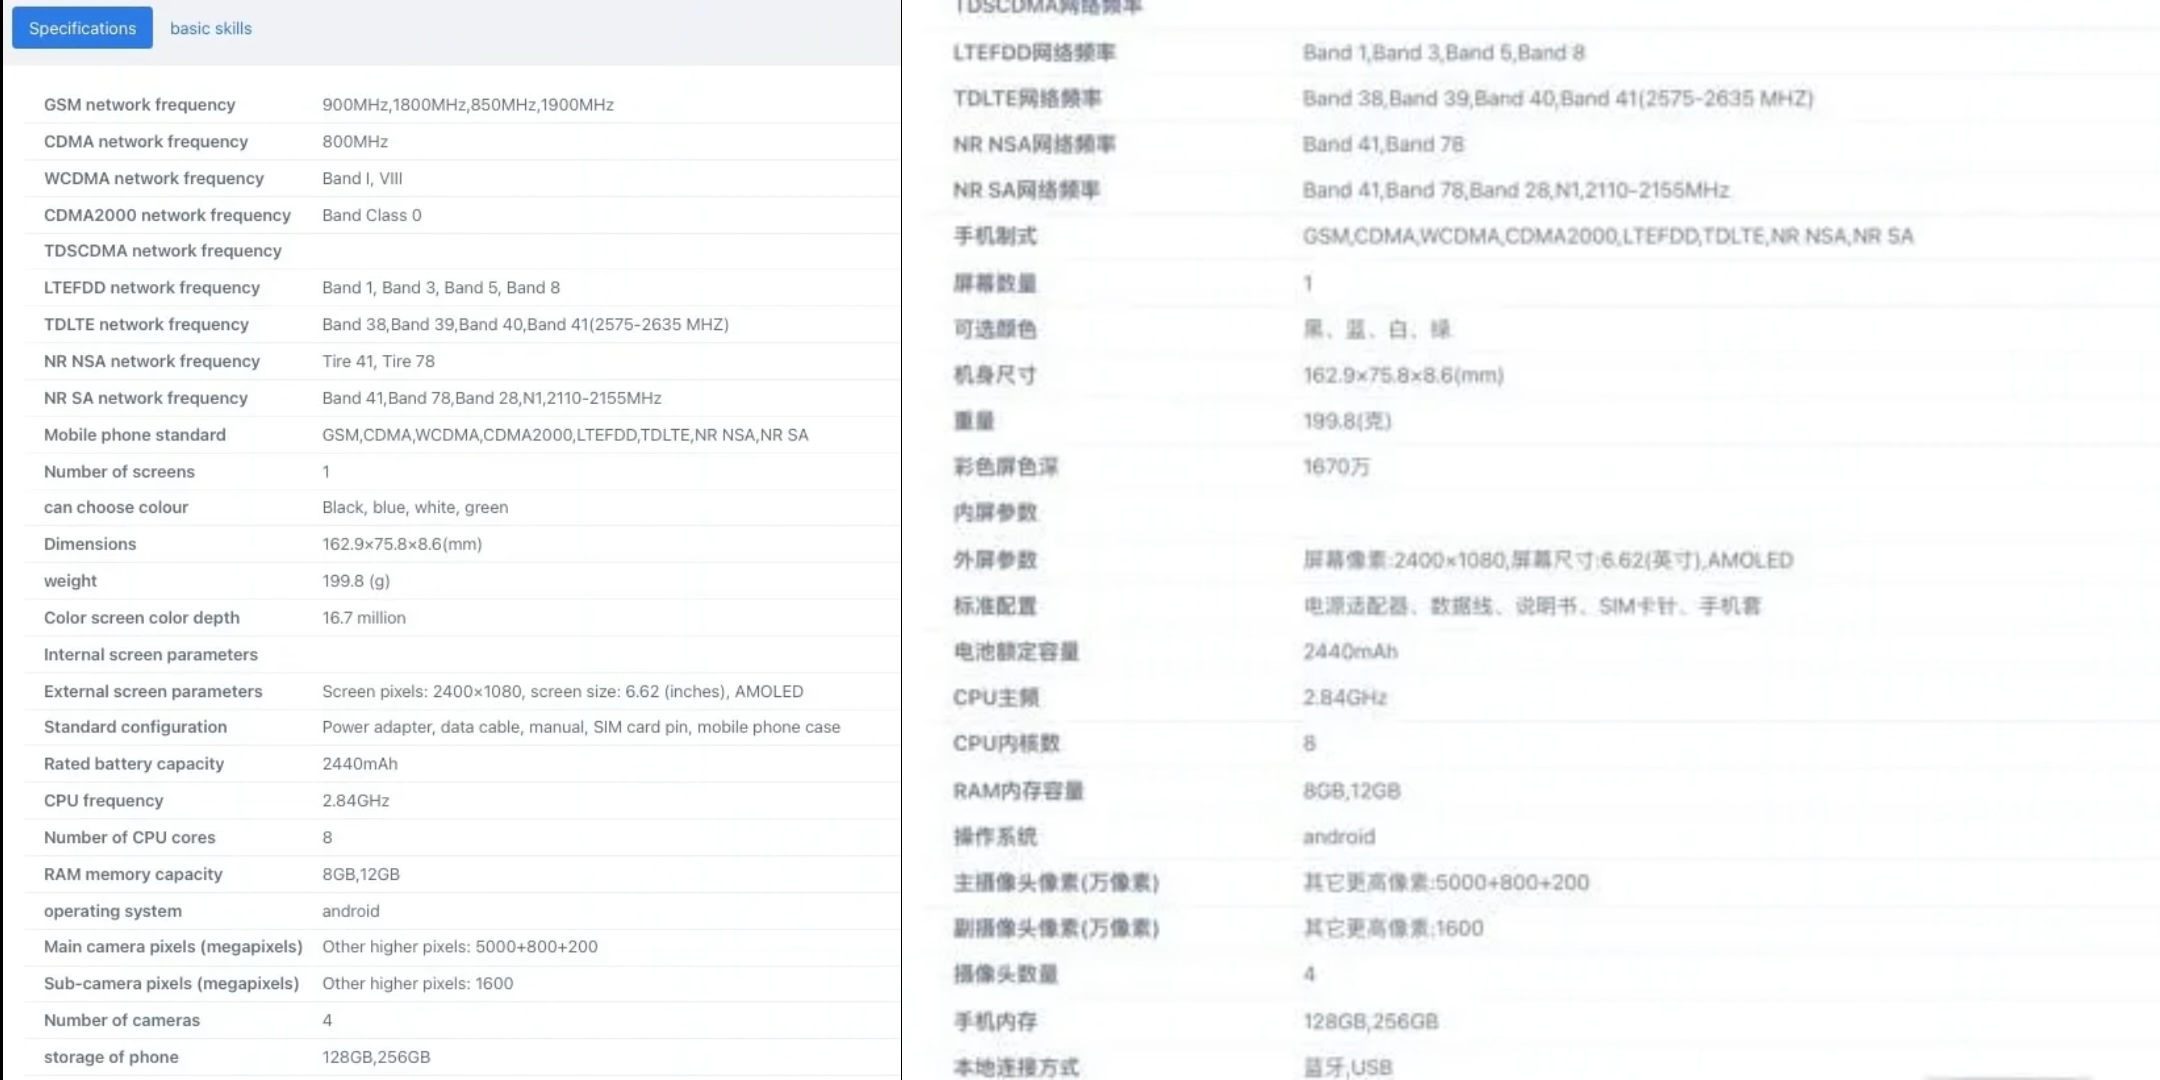 Specifications basic skills
GSM network frequency 900MHz,1800MHz,850MHz,1900MHz
CDMA network frequency 800MHz
WCDMA network frequency Band I, VIII
CDMA2000 network frequency Band Class 0
TDSCDMA network frequency
LTEFDD network frequency Band 1, Band 3, Band 5, Band 8
TDLTE network frequency Band 38,Band 39,Band 40,Band 41(2575-2635 MHZ)
NR NSA network frequency Tire 41, Tire 78
NR SA network frequency Band 41,Band 78,Band 28,N1,2110-2155MHz
Mobile phone standard GSM,CDMA,WCDMA,CDMA2000,LTEFDD,TDLTE,NR NSA,NR SA
Number of screens 1
can choose colour Black, blue, white, green
Dimensions 162.9×75.8×8.6(mm)
weight 199.8 (g)
Color screen color depth 16.7 million
Internal screen parameters
External screen parameters Screen pixels: 2400×1080, screen size: 6.62 (inches), AMOLED
Standard configuration Power adapter, data cable, manual, SIM card pin, mobile phone case
Rated battery capacity 2440mAh
CPU frequency 2.84GHz
Number of CPU cores 8
RAM memory capacity 8GB,12GB
operating system android
Main camera pixels (megapixels) Other higher pixels: 5000+800+200
Sub-camera pixels (megapixels) Other higher pixels: 1600
Number of cameras 4
storage of phone 128GB,256GB
TDSCDMA网络频率
LTEFDD网络频率 Band 1,Band 3,Band 5,Band 8
TDLTE网络频率 Band 38,Band 39,Band 40,Band 41(2575-2635 MHZ)
NR NSA网络频率 Band 41,Band 78
NR SA网络频率 Band 41,Band 78,Band 28,N1,2110-2155MHz
手机制式 GSM,CDMA,WCDMA,CDMA2000,LTEFDD,TDLTE,NR NSA,NR SA
屏幕数量 1
可选颜色 黑、蓝、白、绿
机身尺寸 162.9×75.8×8.6(mm)
重量 199.8(克)
彩色屏色深 1670万
内屏参数
外屏参数 屏幕像素:2400×1080,屏幕尺寸:6.62(英寸),AMOLED
标准配置 电源适配器、数据线、说明书、SIM卡针、手机套
电池额定容量 2440mAh
CPU主频 2.84GHz
CPU内核数 8
RAM内存容量 8GB,12GB
操作系统 android
主摄像头像素(万像素) 其它更高像素:5000+800+200
副摄像头像素(万像素) 其它更高像素:1600
摄像头数量 4
手机内存 128GB,256GB
本地连接方式 蓝牙,USB